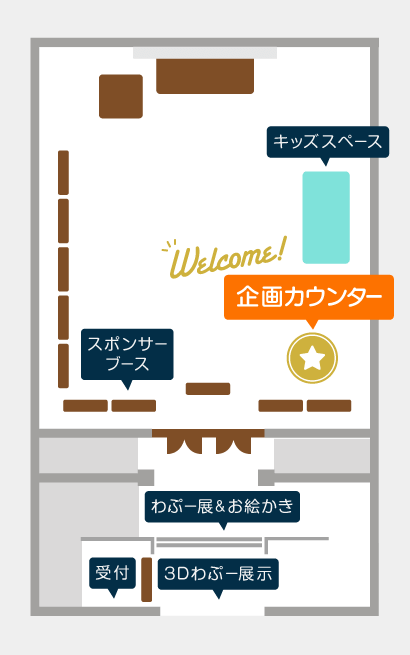 キッズスペース
Welcome!
企画カウンター
スポンサー
ブース
わぷー展&お絵かき
受付
3Dわぷー展示